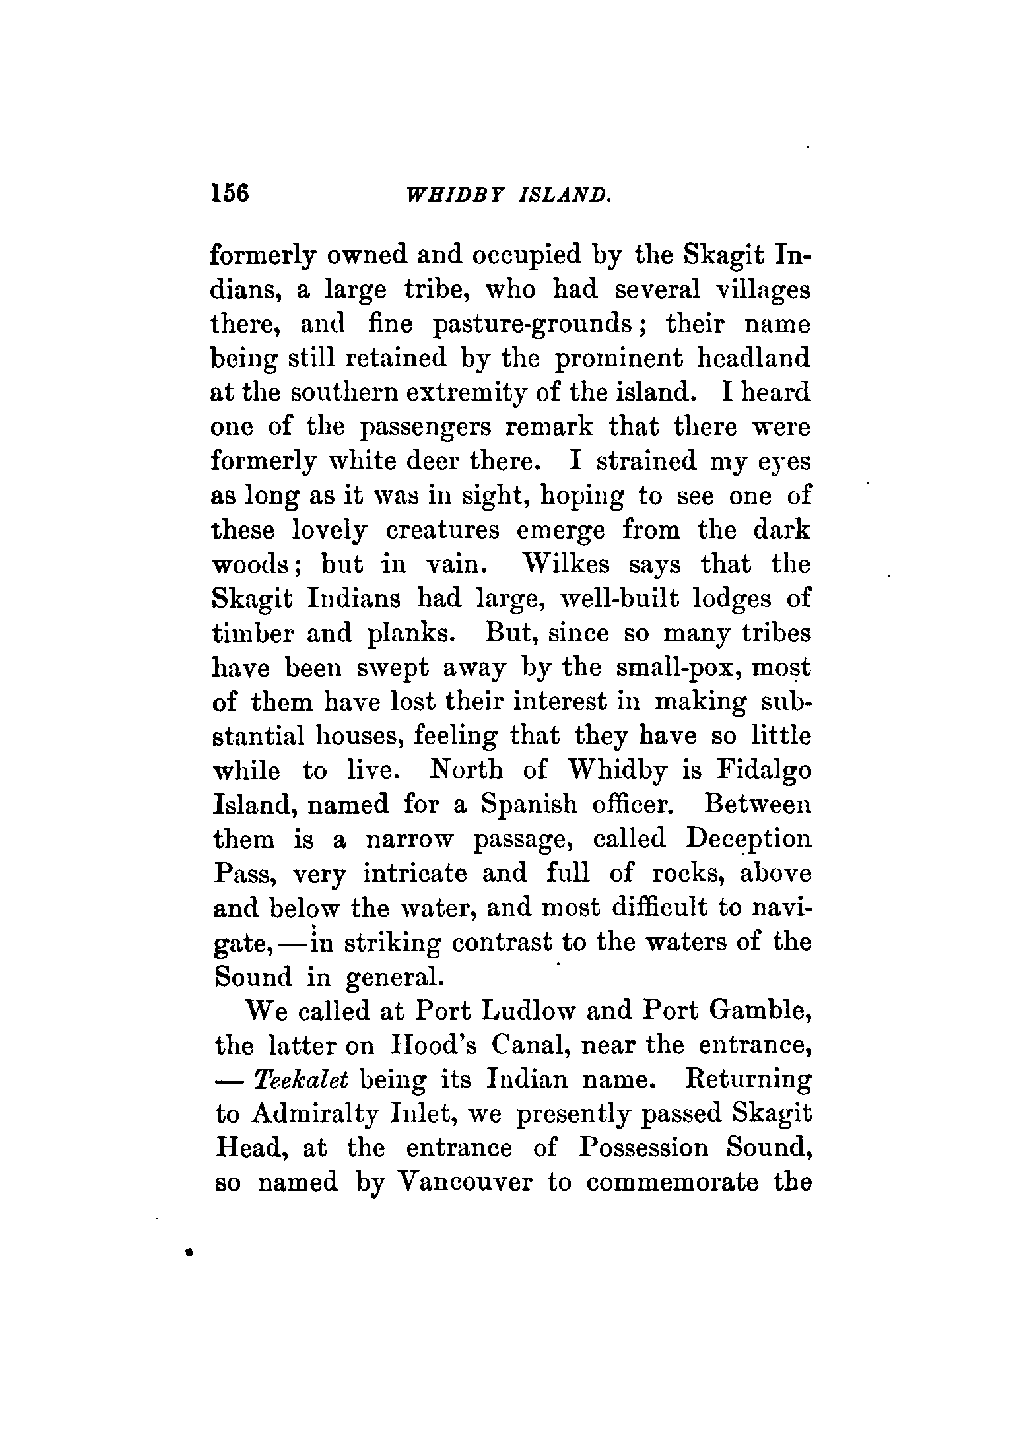 156 WHIDBY ISLAND.
formerly owned and occupied by the Skagit In-
dians, a large tribe, who had several villages
there, and fine pasture-grounds; their name
being still retained by the prominent headland
at the southern extremity of the island. I heard
one of the passengers remark that there were
formerly white deer there. I strained my eyes
as long as it was in sight, hoping to see one of
these lovely creatures emerge from the dark
woods; but in vain. Wilkes says that the
Skagit Indians had large, well-built lodges of
timber and planks. But, since so many tribes
have been swept away by the small-pox, most
of them have lost their interest in making sub-
stantial houses, feeling that they have so little
while to live. North of Whidby is Fidalgo
Island, named for a Spanish officer. Between
them is a narrow passage, called Deception
Pass, very intricate and full of rocks, above
and below the water, and most difficult to navi-
gate,—in striking contrast to the waters of the
Sound in general.
We called at Port Ludlow and Port Gamble,
the latter on Hood's Canal, near the entrance,
— Teekalet being its Indian name. Returning
to Admiralty Inlet, we presently passed Skagit
Head, at the entrance of Possession Sound,
so named by Vancouver to commemorate the